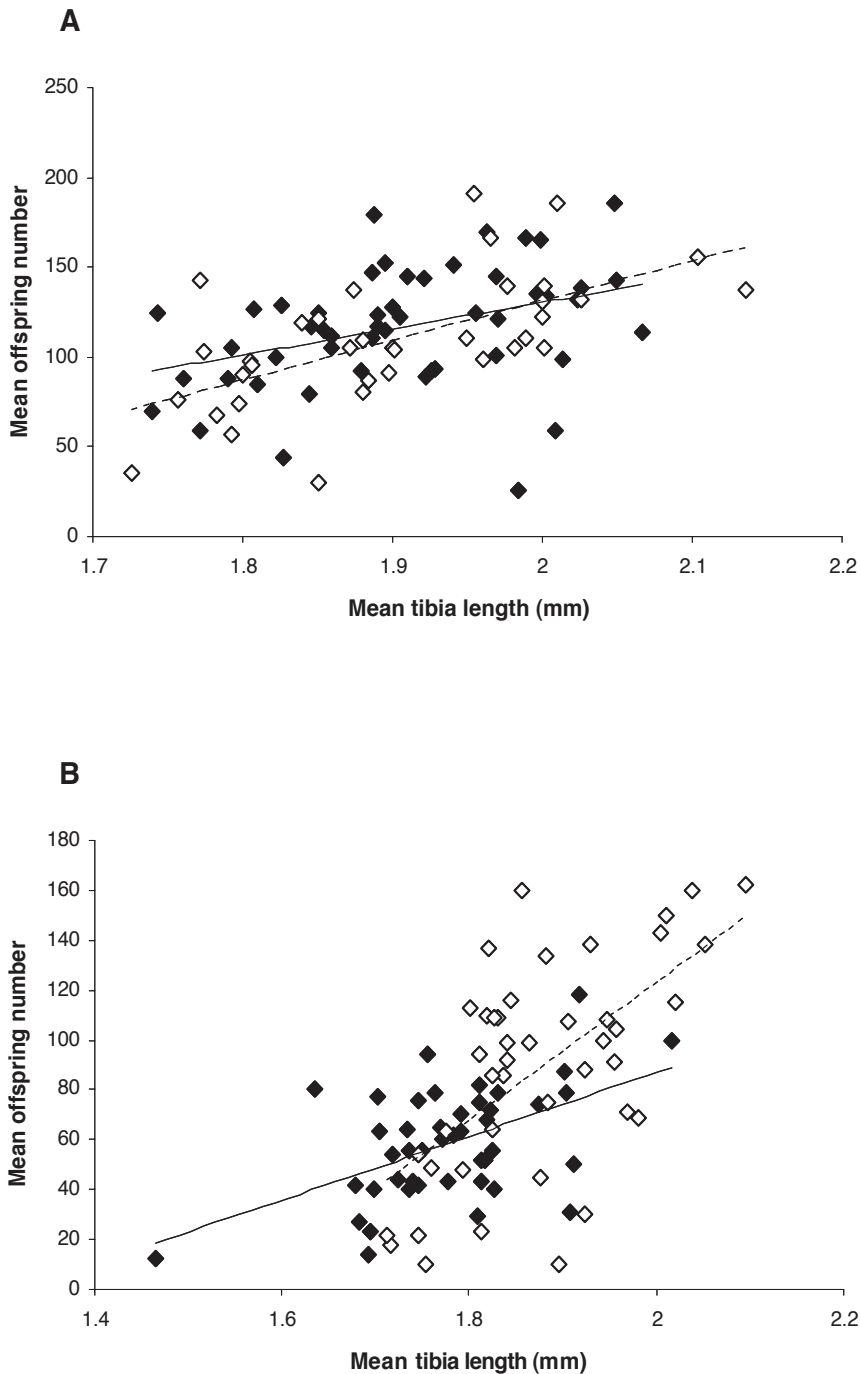 A
250
200
150
100
50
0
Mean offspring number
1.7 1.8 1.9 2 2.1 2.2
Mean tibia length (mm)
B
180
160
140
120
100
80
60
40
20
0
Mean offspring number
1.4 1.6 1.8 2 2.2
Mean tibia length (mm)